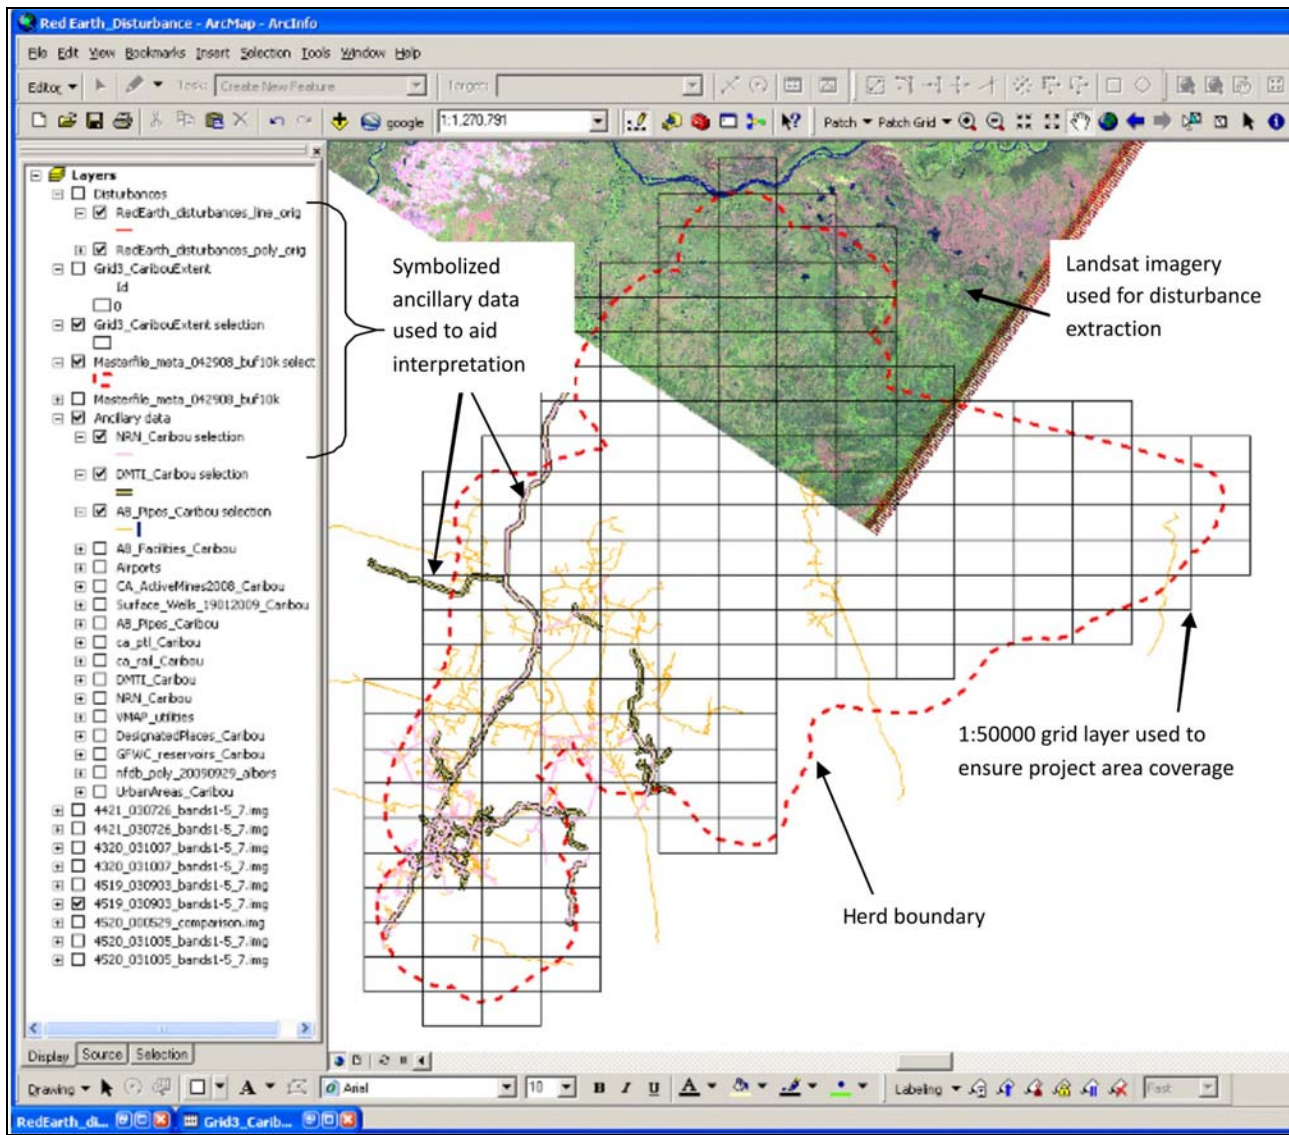 Red Earth_Disturbance - ArcMap - ArcInfo
File Edit View Bookmarks Insert Selection Tools Window Help
Editor Task: Create New Feature Target:
google 1:1,270,791 Patch Patch Grid
Layers
Disturbances
RedEarth_disturbances_line_orig
RedEarth_disturbances_poly_orig
Grid3_CaribouExtent
Id
0
Grid3_CaribouExtent selection
Masterfile_meta_042908_buf10k select
Masterfile_meta_042908_buf10k
Ancillary data
NRN_Caribou selection
DMTI_Caribou selection
AB_Pipes_Caribou selection
AB_Facilities_Caribou
Airports
CA_ActiveMines2008_Caribou
Surface_Wells_19012009_Caribou
AB_Pipes_Caribou
ca_ptl_Caribou
ca_rail_Caribou
DMTI_Caribou
NRN_Caribou
VMAP_utilities
DesignatedPlaces_Caribou
GFWC_reservoirs_Caribou
nfdb_poly_20090929_albers
UrbanAreas_Caribou
4421_030726_bands1-5_7.img
4421_030726_bands1-5_7.img
4320_031007_bands1-5_7.img
4320_031007_bands1-5_7.img
4519_030903_bands1-5_7.img
4519_030903_bands1-5_7.img
4520_000529_comparison.img
4520_031005_bands1-5_7.img
4520_031005_bands1-5_7.img
Symbolized
ancillary data
used to aid
interpretation
Landsat imagery
used for disturbance
extraction
1:50000 grid layer used to
ensure project area coverage
Herd boundary
Display Source Selection
Drawing A Arial 10 B I U A Labeling Fast
RedEarth_di... Grid3_Carib...